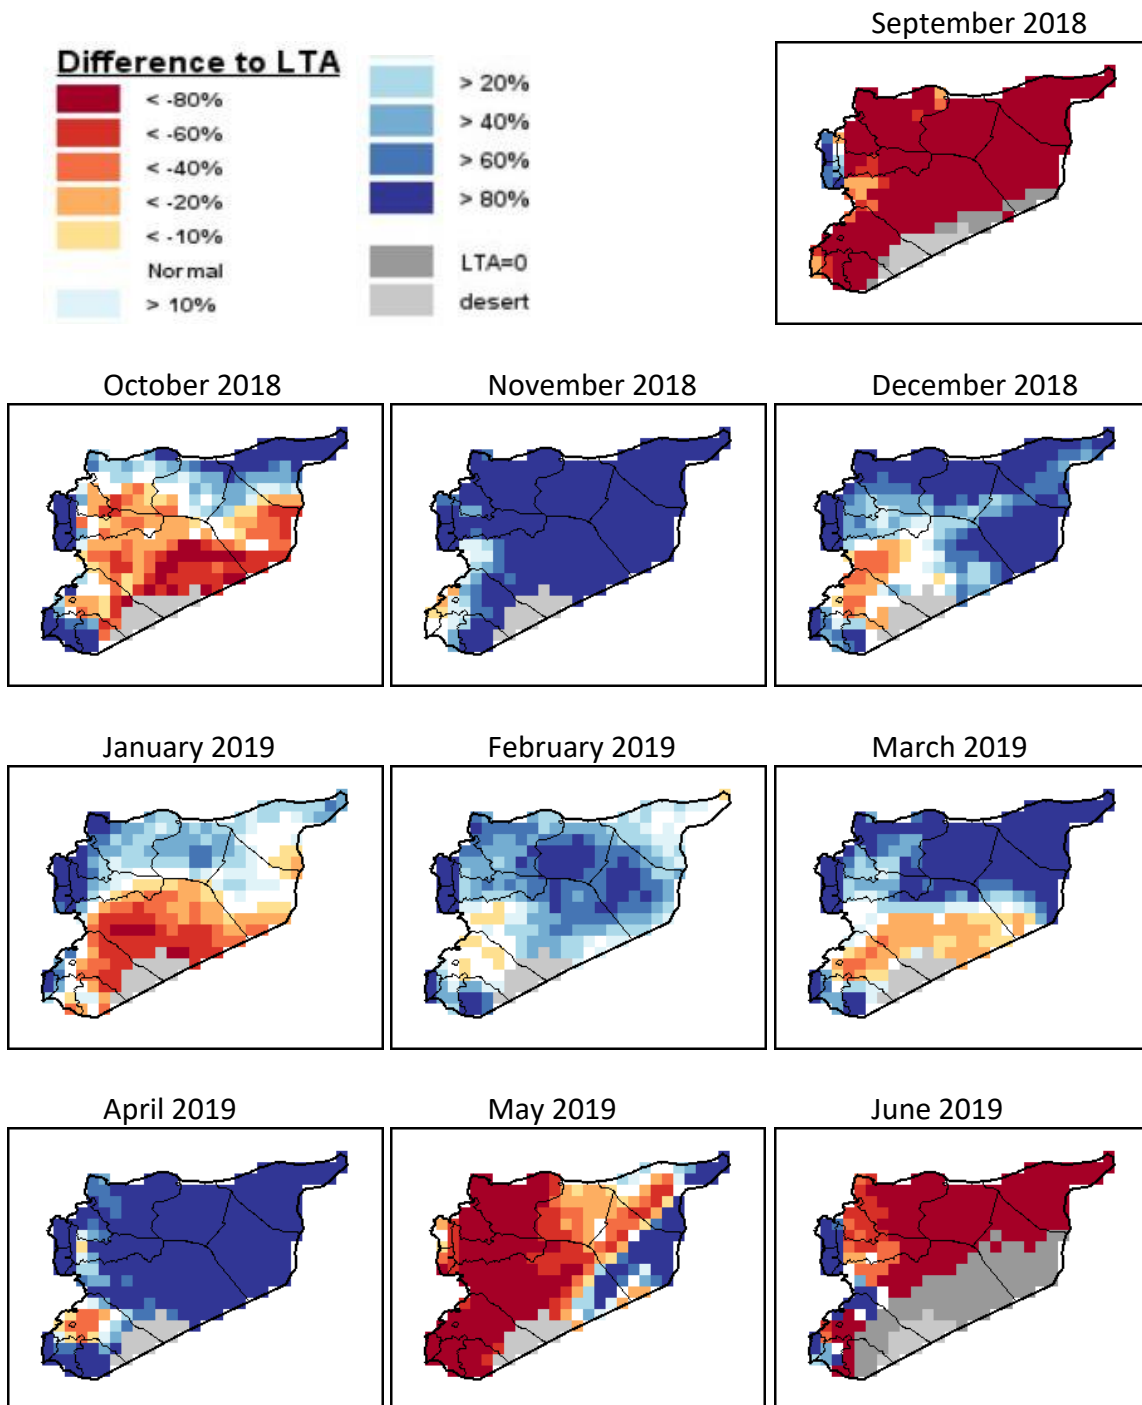 September 2018
Difference to LTA
< -80%
< -60%
< -40%
< -20%
< -10%
Normal
> 10%
> 20%
> 40%
> 60%
> 80%
LTA=0
desert
October 2018
November 2018
December 2018
January 2019
February 2019
March 2019
April 2019
May 2019
June 2019